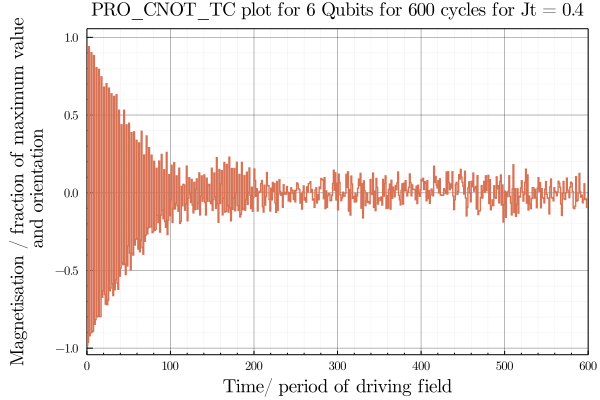 PRO_CNOT_TC plot for 6 Qubits for 600 cycles for Jt = 0.4
Magnetisation / fraction of maximum value
and orientation
1.0
0.5
0.0
−0.5
−1.0
0 100 200 300 400 500 600
Time/ period of driving field